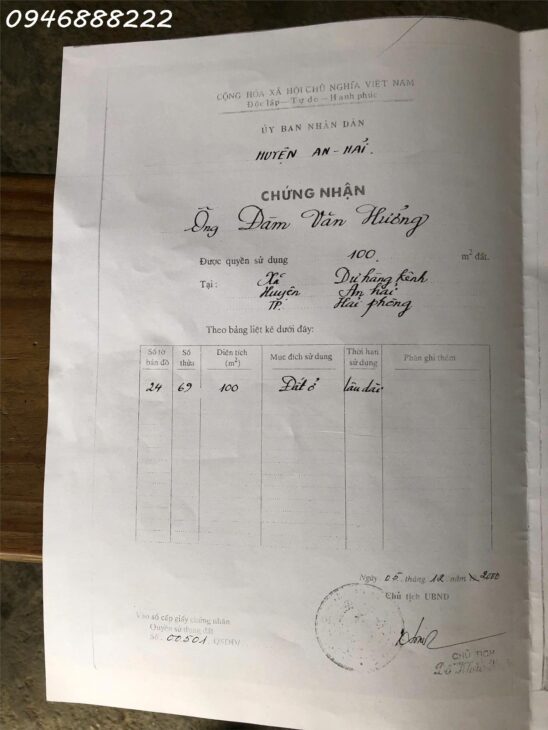 0946888222
CỘNG HÒA XÃ HỘI CHỦ NGHĨA VIỆT NAM
Độc lập - Tự do - Hạnh phúc
ỦY BAN NHÂN DÂN
HUYỆN AN-HẢI.
CHỨNG NHẬN
Ông Đàm Văn Hưởng
Được quyền sử dụng 100. m² đất.
Tại: Xã Dư hàng kênh
Huyện An hải
TP. Hải phòng
Theo bảng liệt kê dưới đây:
Số tờ bản đồ Số thửa Diện tích (m²) Mục đích sử dụng Thời hạn sử dụng Phần ghi thêm
24 69 100 Đất ở lâu dài
Ngày 05 tháng 12 năm 2000
Chủ tịch UBND
Vào sổ cấp giấy chứng nhận
Quyền sử dụng đất
Số 00501 QSDĐ/
CHỦ TỊCH